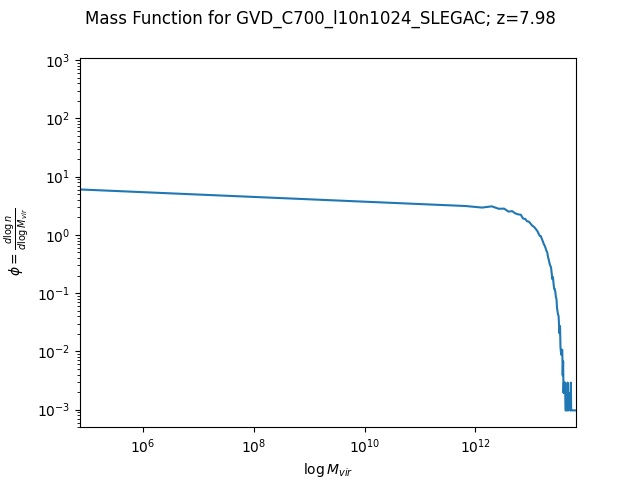 Mass Function for GVD_C700_l10n1024_SLEGAC; z=7.98
10^3
10^2
10^1
10^0
10^-1
10^-2
10^-3
ϕ = d log n / d log M_vir
10^6 10^8 10^10 10^12
log M_vir